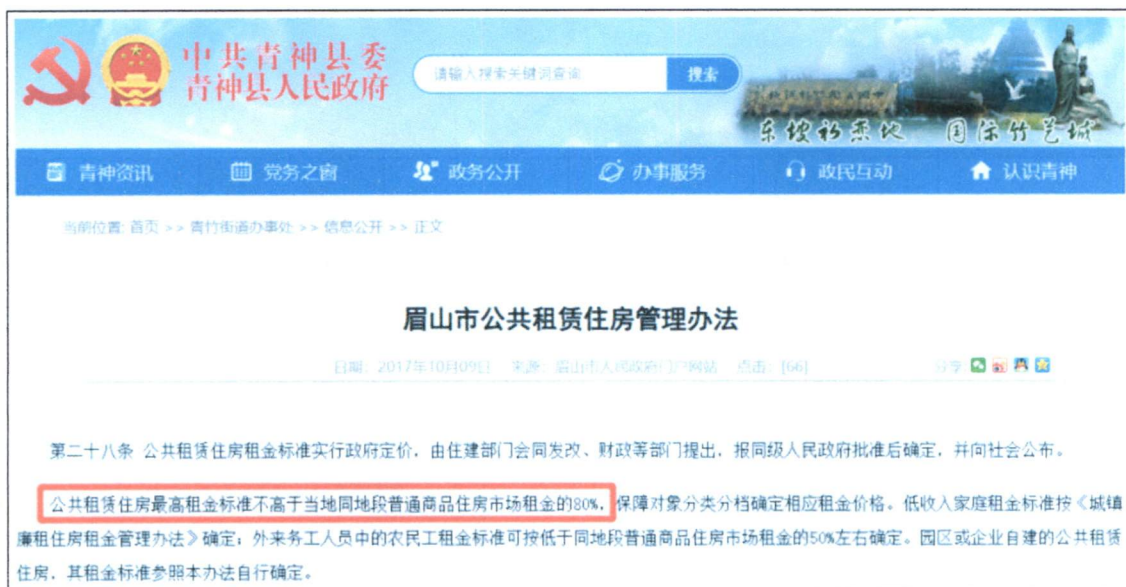 中共青神县委
青神县人民政府
请输入搜索关键词查询
搜索
东坡初恋地 国际竹艺城
青神资讯 党务之窗 政务公开 办事服务 政民互动 认识青神
当前位置: 首页 >> 青竹街道办事处 >> 信息公开 >> 正文
眉山市公共租赁住房管理办法
日期: 2017年10月09日 来源: 眉山市人民政府门户网站 点击: [66] 分享
第二十八条 公共租赁住房租金标准实行政府定价，由住建部门会同发改、财政等部门提出，报同级人民政府批准后确定，并向社会公布。
公共租赁住房最高租金标准不高于当地同地段普通商品住房市场租金的80%，保障对象分类分档确定相应租金价格。低收入家庭租金标准按《城镇
廉租住房租金管理办法》确定；外来务工人员中的农民工租金标准可按低于同地段普通商品住房市场租金的50%左右确定。园区或企业自建的公共租赁
住房，其租金标准参照本办法自行确定。